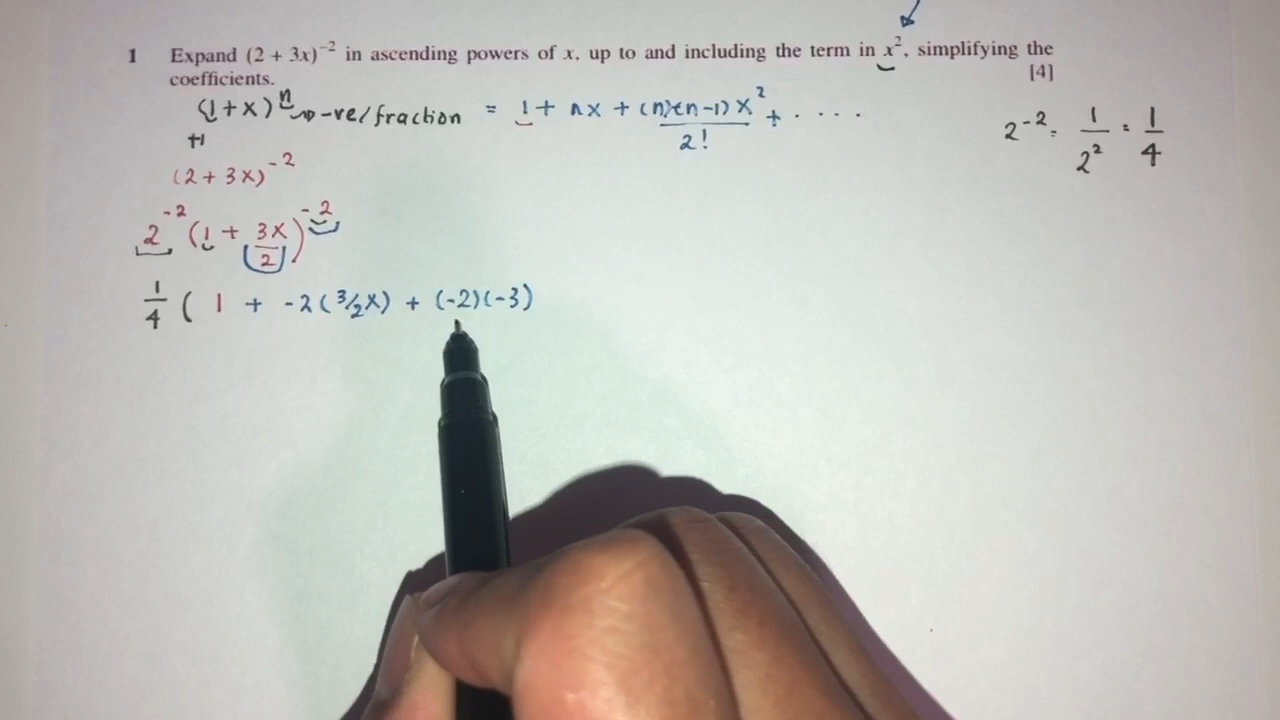 1 Expand (2 + 3x)⁻² in ascending powers of x, up to and including the term in x², simplifying the
coefficients. [4]
(1+x)ⁿ → -ve/fraction = 1 + nx + (n)(n-1)x²/2! + . . . .
+1
2⁻² = 1/2² = 1/4
(2+3x)⁻²
2⁻² (1 + 3x/2)⁻²
1/4 ( 1 + -2(3/2x) + (-2)(-3)